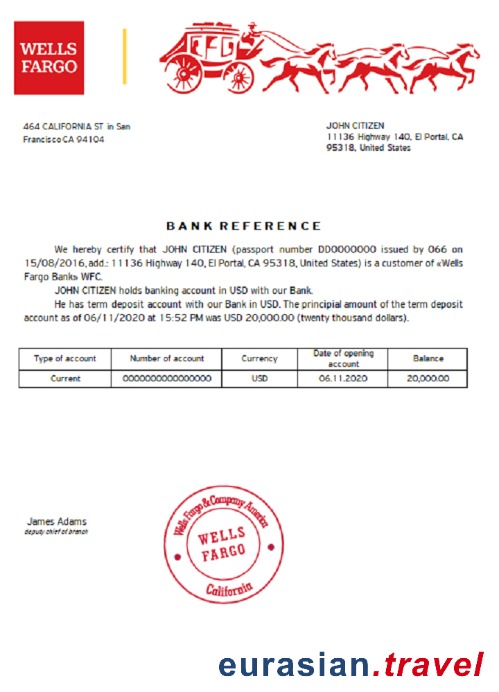 WELLS
FARGO
464 CALIFORNIA ST in San
Francisco CA 94104
JOHN CITIZEN
11136 Highway 140, El Portal, CA
95318, United States
BANK REFERENCE
We hereby certify that JOHN CITIZEN (passport number DD0000000 issued by 066 on
15/08/2016, add.: 11136 Highway 140, El Portal, CA 95318, United States) is a customer of «Wells
Fargo Bank» WFC.
JOHN CITIZEN holds banking account in USD with our Bank.
He has term deposit account with our Bank in USD. The principial amount of the term deposit
account as of 06/11/2020 at 15:52 PM was USD 20,000.00 (twenty thousand dollars).
Type of account Number of account Currency Date of opening account Balance
Current 0000000000000000 USD 06.11.2020 20,000.00
James Adams
deputy chief of branch
Wells Fargo & Company America
WELLS
FARGO
California
eurasian.travel